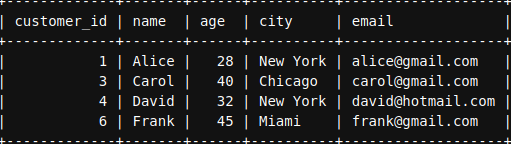 +-------------+-------+------+----------+-------------------+
| customer_id | name  | age  | city     | email             |
+-------------+-------+------+----------+-------------------+
|           1 | Alice |   28 | New York | alice@gmail.com   |
|           3 | Carol |   40 | Chicago  | carol@gmail.com   |
|           4 | David |   32 | New York | david@hotmail.com |
|           6 | Frank |   45 | Miami    | frank@gmail.com   |
+-------------+-------+------+----------+-------------------+